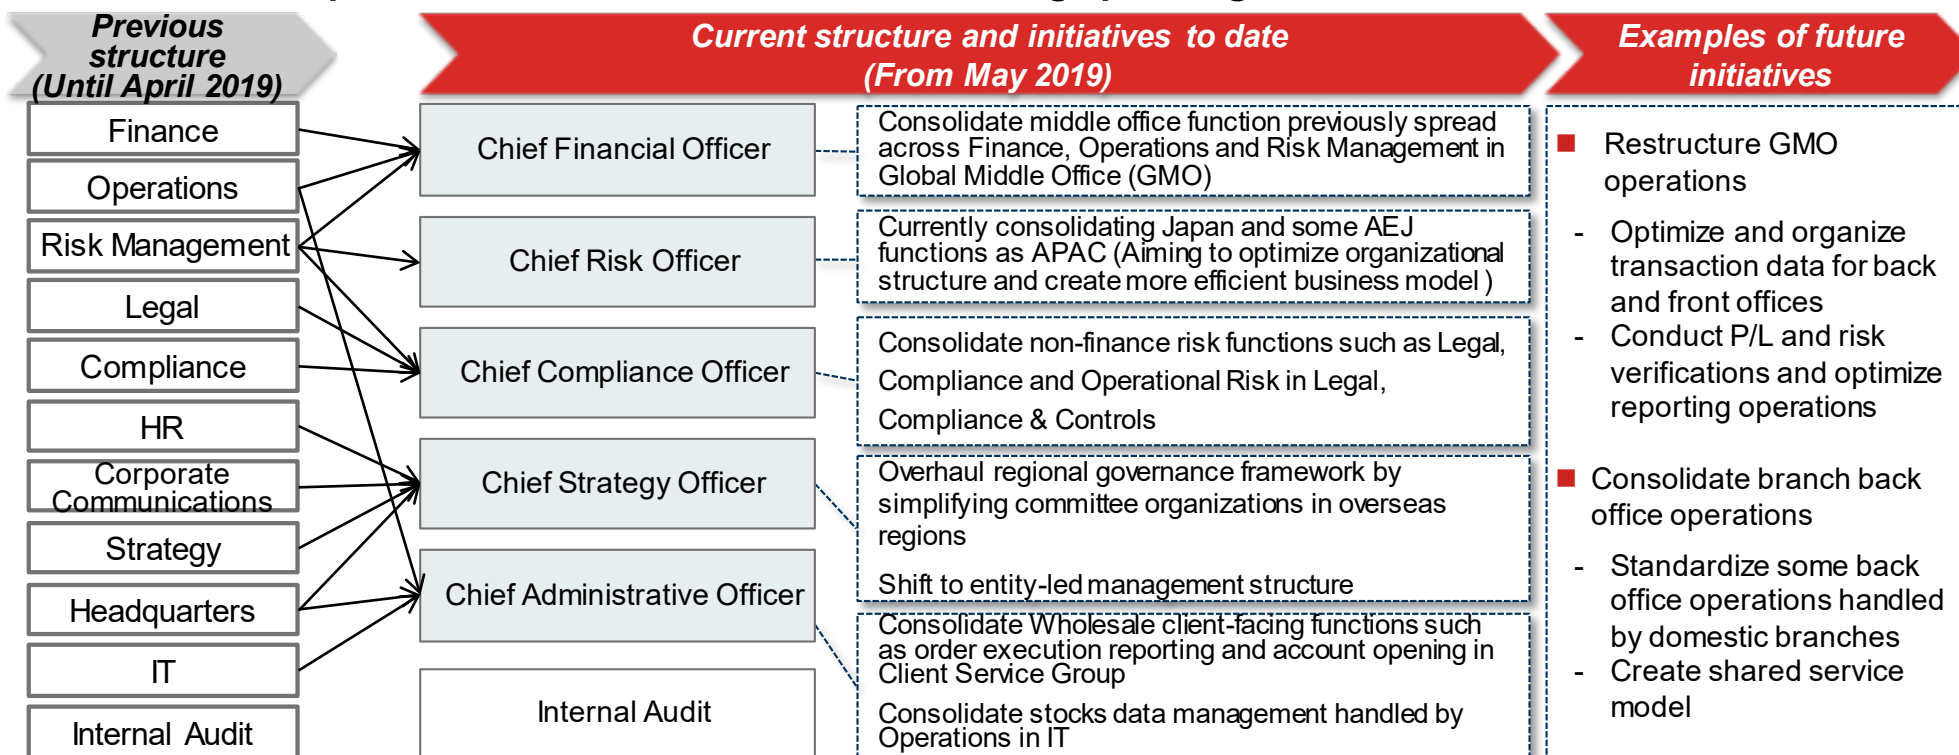 Previous
structure
(Until April 2019)
Current structure and initiatives to date
(From May 2019)
Examples of future
initiatives
Finance
Operations
Risk Management
Legal
Compliance
HR
Corporate
Communications
Strategy
Headquarters
IT
Internal Audit
Chief Financial Officer
Chief Risk Officer
Chief Compliance Officer
Chief Strategy Officer
Chief Administrative Officer
Internal Audit
Consolidate middle office function previously spread
across Finance, Operations and Risk Management in
Global Middle Office (GMO)
Currently consolidating Japan and some AEJ
functions as APAC (Aiming to optimize organizational
structure and create more efficient business model )
Consolidate non-finance risk functions such as Legal,
Compliance and Operational Risk in Legal,
Compliance & Controls
Overhaul regional governance framework by
simplifying committee organizations in overseas
regions
Shift to entity-led management structure
Consolidate Wholesale client-facing functions such
as order execution reporting and account opening in
Client Service Group
Consolidate stocks data management handled by
Operations in IT
Restructure GMO
operations
- Optimize and organize
transaction data for back
and front offices
- Conduct P/L and risk
verifications and optimize
reporting operations
Consolidate branch back
office operations
- Standardize some back
office operations handled
by domestic branches
- Create shared service
model